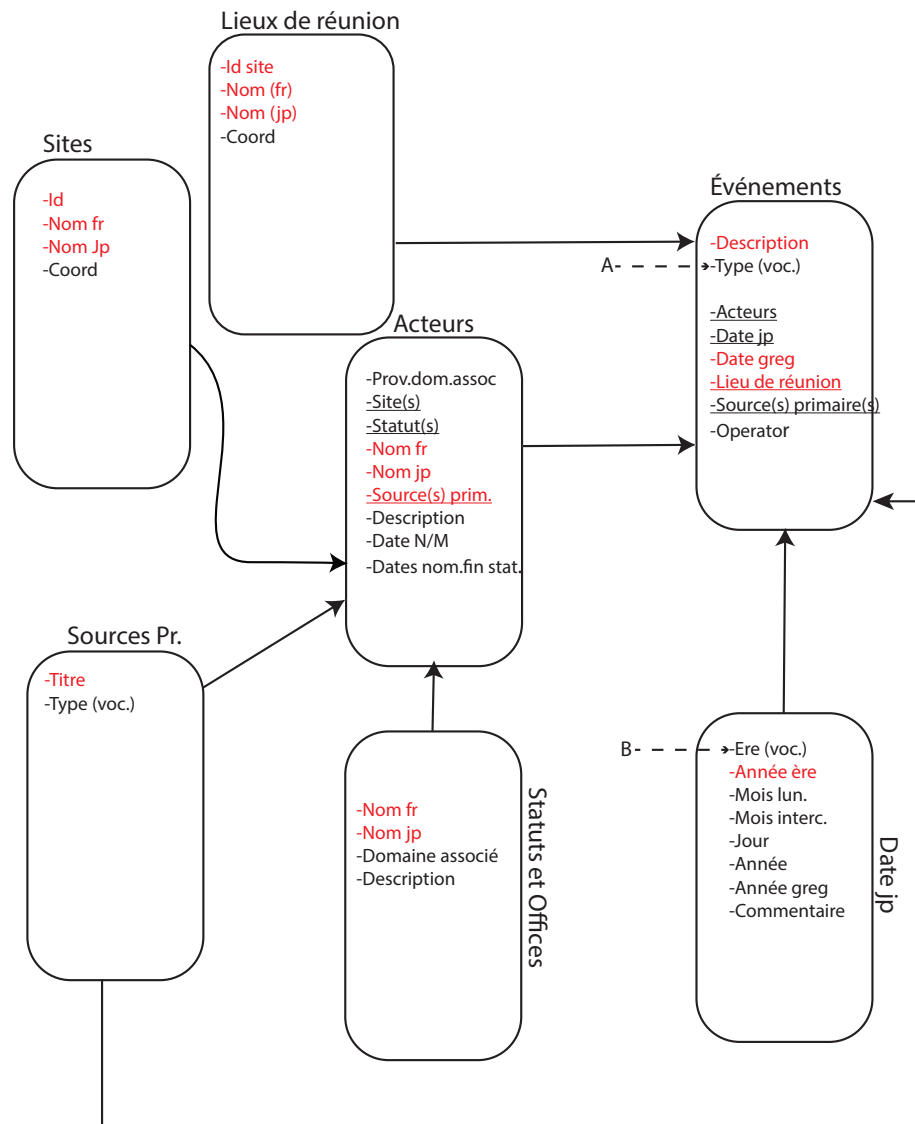 Lieux de réunion
-Id site
-Nom (fr)
-Nom (jp)
-Coord
Sites
-Id
-Nom fr
-Nom Jp
-Coord
Événements
-Description
A
-Type (voc.)
-Acteurs
-Date jp
-Date greg
-Lieu de réunion
-Source(s) primaire(s)
-Operator
Acteurs
-Prov.dom.assoc
-Site(s)
-Statut(s)
-Nom fr
-Nom jp
-Source(s) prim.
-Description
-Date N/M
-Dates nom.fin stat.
Sources Pr.
-Titre
-Type (voc.)
Statuts et Offices
-Nom fr
-Nom jp
-Domaine associé
-Description
Date jp
B
-Ere (voc.)
-Année ère
-Mois lun.
-Mois interc.
-Jour
-Année
-Année greg
-Commentaire